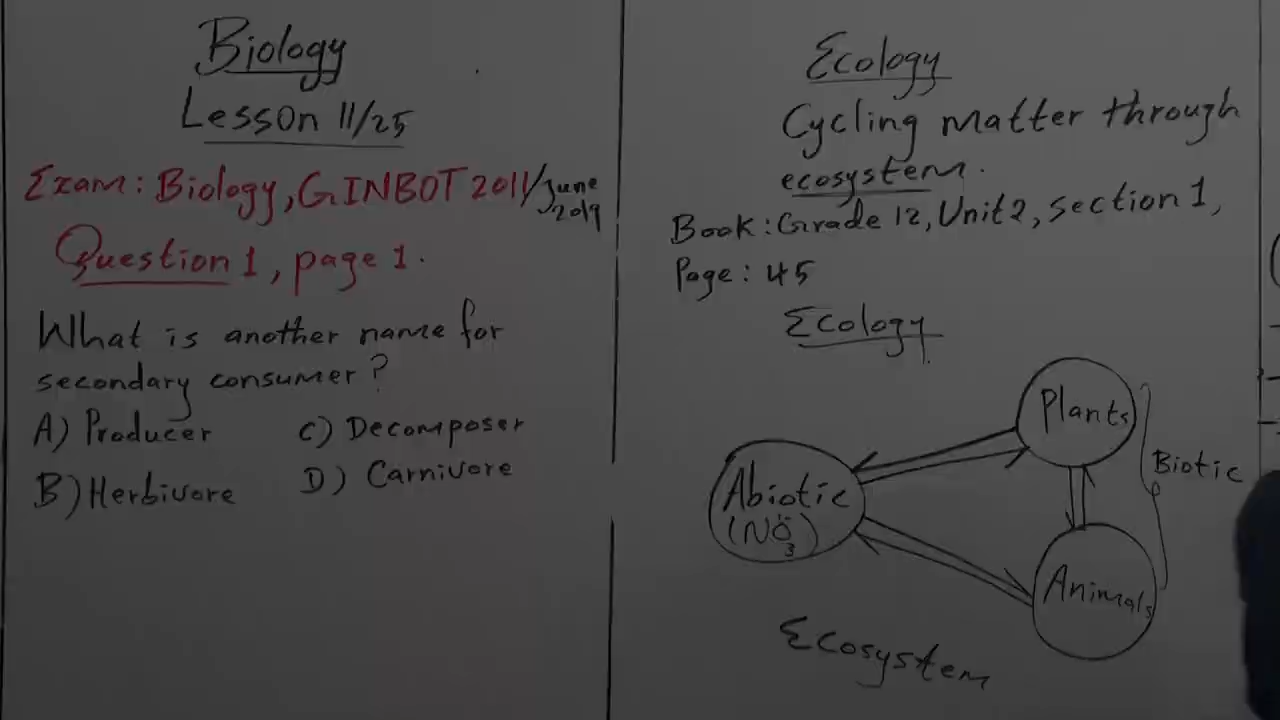 Biology
Lesson 11/25
Exam: Biology, GINBOT 2011/June 2019
Question 1, page 1.
What is another name for
secondary consumer?
A) Producer
C) Decomposer
B) Herbivore
D) Carnivore
Ecology
Cycling matter through
ecosystem.
Book: Grade 12, Unit 2, section 1,
Page: 45
Ecology
Plants
Biotic
Abiotic
(NO3)
Animals
Ecosystem